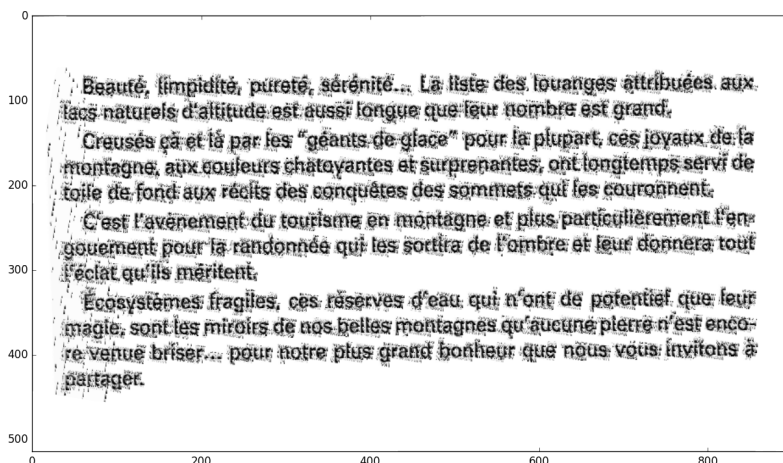 0
100
200
300
400
500
Beauté, limpidité, pureté, sérénité... La liste des louanges attribuées aux
lacs naturels d'altitude est aussi longue que leur nombre est grand.
Creusés çà et là par les "géants de glace" pour la plupart, ces joyaux de la
montagne, aux couleurs chatoyantes et surprenantes, ont longtemps servi de
toile de fond aux récits des conquêtes des sommets qui les couronnent.
C'est l'avènement du tourisme en montagne et plus particulièrement l'en-
gouement pour la randonnée qui les sortira de l'ombre et leur donnera tout
l'éclat qu'ils méritent.
Ecosystèmes fragiles, ces réserves d'eau qui n'ont de potentiel que leur
magie, sont les miroirs de nos belles montagnes qu'aucune pierre n'est enco-
re venue briser... pour notre plus grand bonheur que nous vous invitons à
partager.
0 200 400 600 800